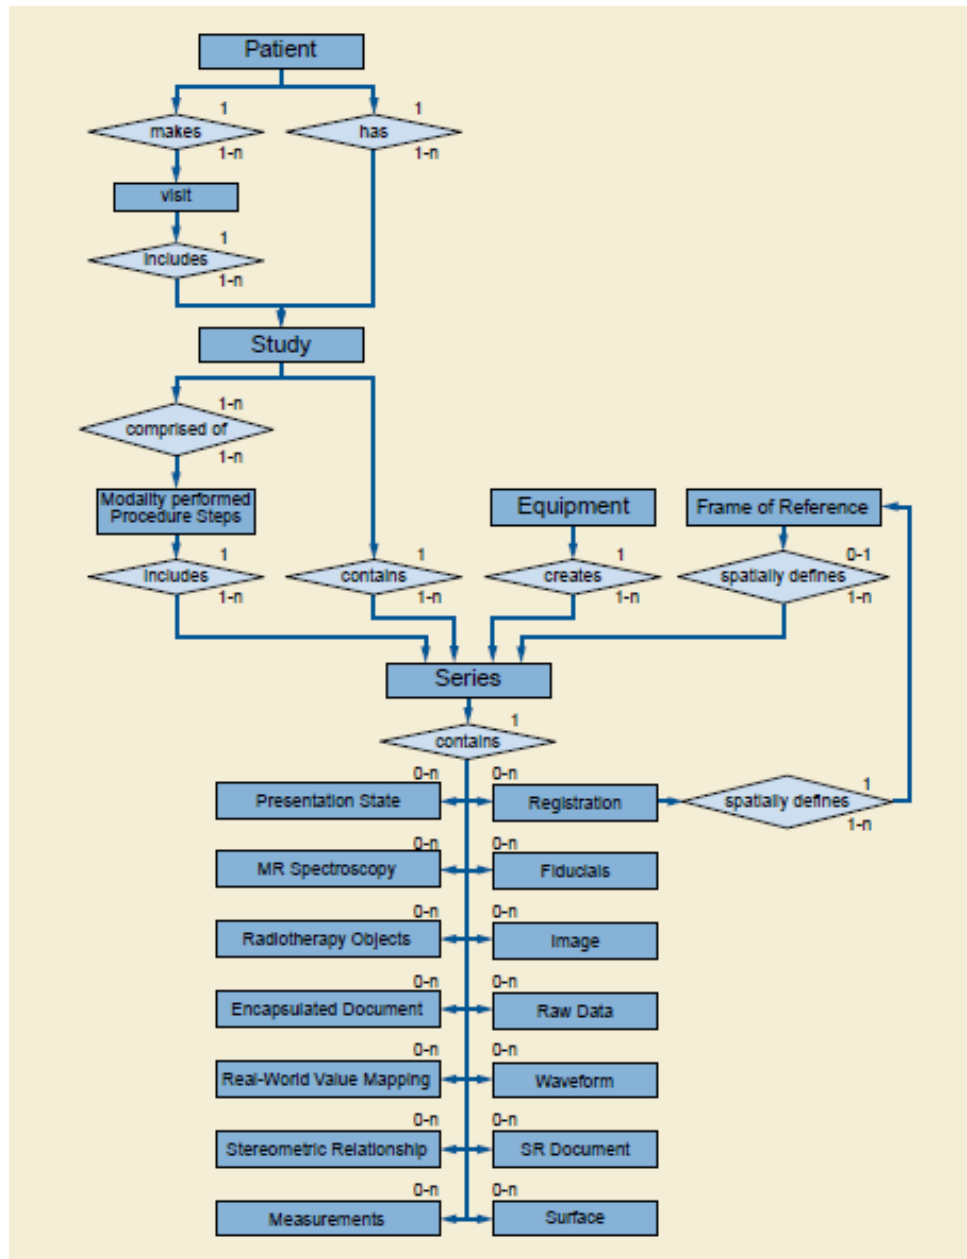 Patient
1 1
makes has
1-n 1-n
visit
1
includes
1-n
Study
1-n
comprised of
1-n
Modality performed
Procedure Steps
Equipment
Frame of Reference
1 1 1 0-1
includes contains creates spatially defines
1-n 1-n 1-n 1-n
Series
1
contains
0-n 0-n 1
Presentation State Registration spatially defines
1-n
0-n 0-n
MR Spectroscopy Fiducials
0-n 0-n
Radiotherapy Objects Image
0-n 0-n
Encapsulated Document Raw Data
0-n 0-n
Real-World Value Mapping Waveform
0-n 0-n
Stereometric Relationship SR Document
0-n 0-n
Measurements Surface